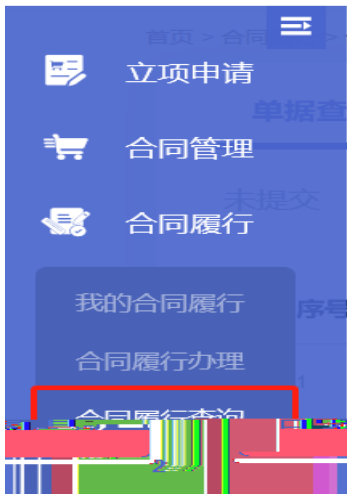 首页 > 合同
立项申请
单据查
合同管理
未提交
合同履行
我的合同履行
序号
合同履行办理
1
合同履行查询